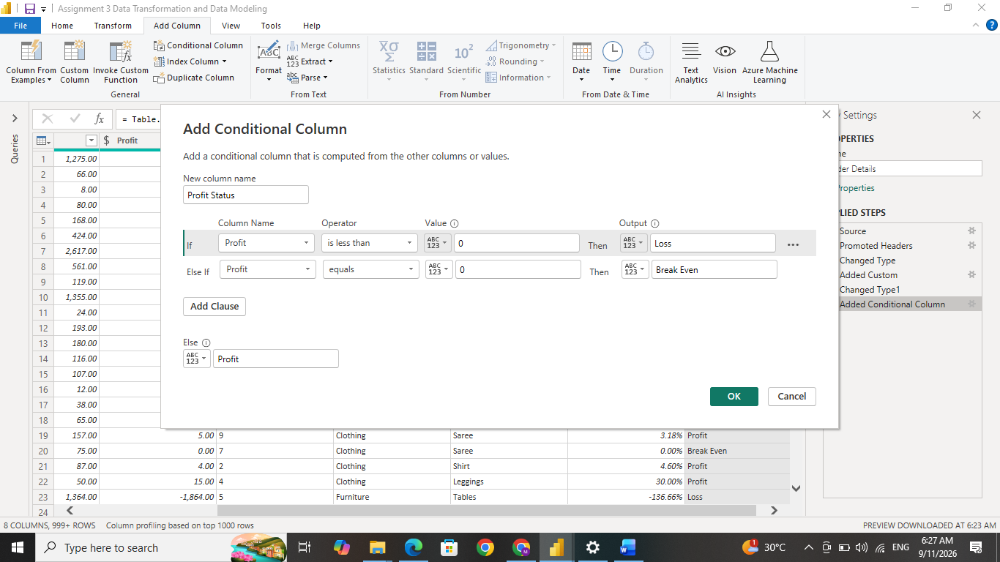 Assignment 3 Data Transformation and Data Modeling
File Home Transform Add Column View Tools Help
Column From Examples
Custom Column
Invoke Custom Function
Conditional Column
Index Column
Duplicate Column
General
Format
ABC
Merge Columns
ABC 123 Extract
abc Parse
From Text
XΣ Statistics
Standard
10² Scientific
Trigonometry
.00 Rounding
Information
From Number
Date
Time
Duration
From Date & Time
Text Analytics
Vision
Azure Machine Learning
AI Insights
Queries
fx = Table.
$ Profit
1 1,275.00
2 66.00
3 8.00
4 80.00
5 168.00
6 424.00
7 2,617.00
8 561.00
9 119.00
10 1,355.00
11 24.00
12 193.00
13 180.00
14 116.00
15 107.00
16 12.00
17 38.00
18 65.00
19 157.00 5.00 9 Clothing Saree 3.18% Profit
20 75.00 0.00 7 Clothing Saree 0.00% Break Even
21 87.00 4.00 2 Clothing Shirt 4.60% Profit
22 50.00 15.00 4 Clothing Leggings 30.00% Profit
23 1,364.00 -1,864.00 5 Furniture Tables -136.66% Loss
24
Add Conditional Column
Add a conditional column that is computed from the other columns or values.
New column name
Profit Status
Column Name Operator Value Output
If Profit is less than ABC 123 0 Then ABC 123 Loss ...
Else If Profit equals ABC 123 0 Then ABC 123 Break Even
Add Clause
Else
ABC 123 Profit
OK Cancel
Settings
PERTIES
ne
der Details
roperties
LIED STEPS
Source
Promoted Headers
Changed Type
Added Custom
Changed Type1
Added Conditional Column
8 COLUMNS, 999+ ROWS Column profiling based on top 1000 rows
PREVIEW DOWNLOADED AT 6:23 AM
Type here to search
1 30°C ENG 6:27 AM
9/11/2026